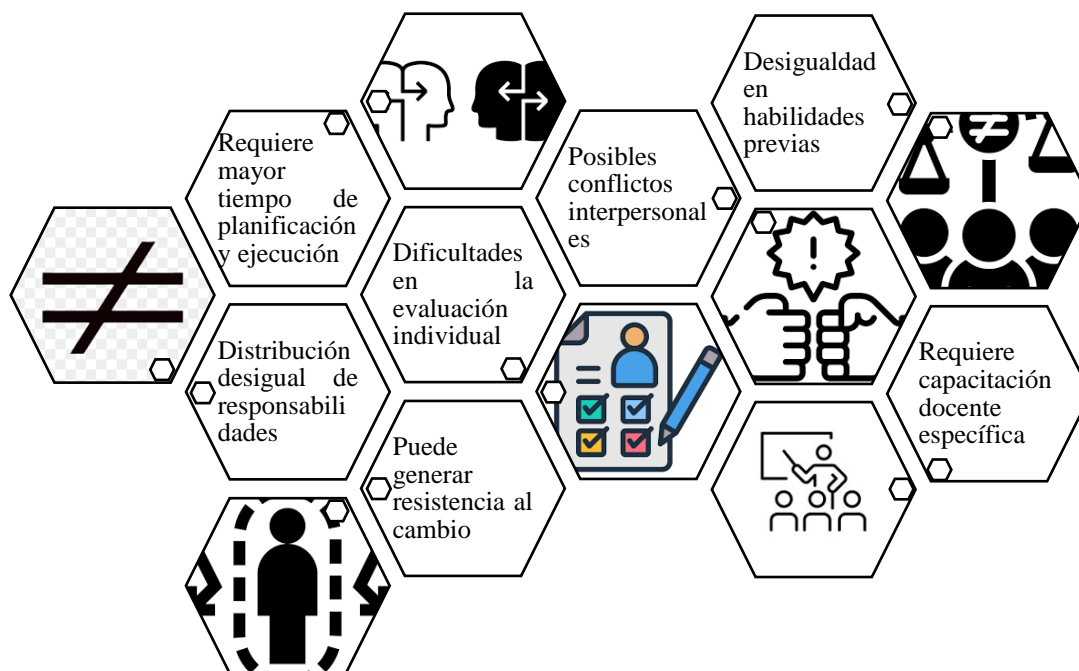 Requiere
mayor
tiempo de
planificación
y ejecución
Distribución
desigual de
responsabili
dades
Dificultades
en la
evaluación
individual
Puede
generar
resistencia al
cambio
Posibles
conflictos
interpersonal
es
Desigualdad
en
habilidades
previas
Requiere
capacitación
docente
específica